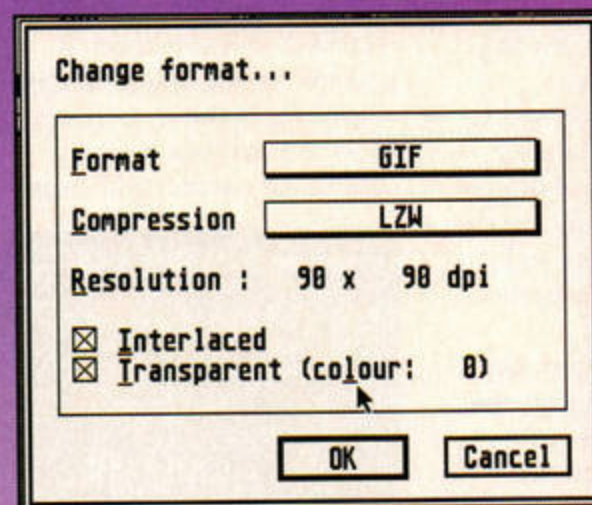 Change format...
Format GIF
Compression LZW
Resolution : 90 x 90 dpi
Interlaced
Transparent (colour: 0)
OK Cancel